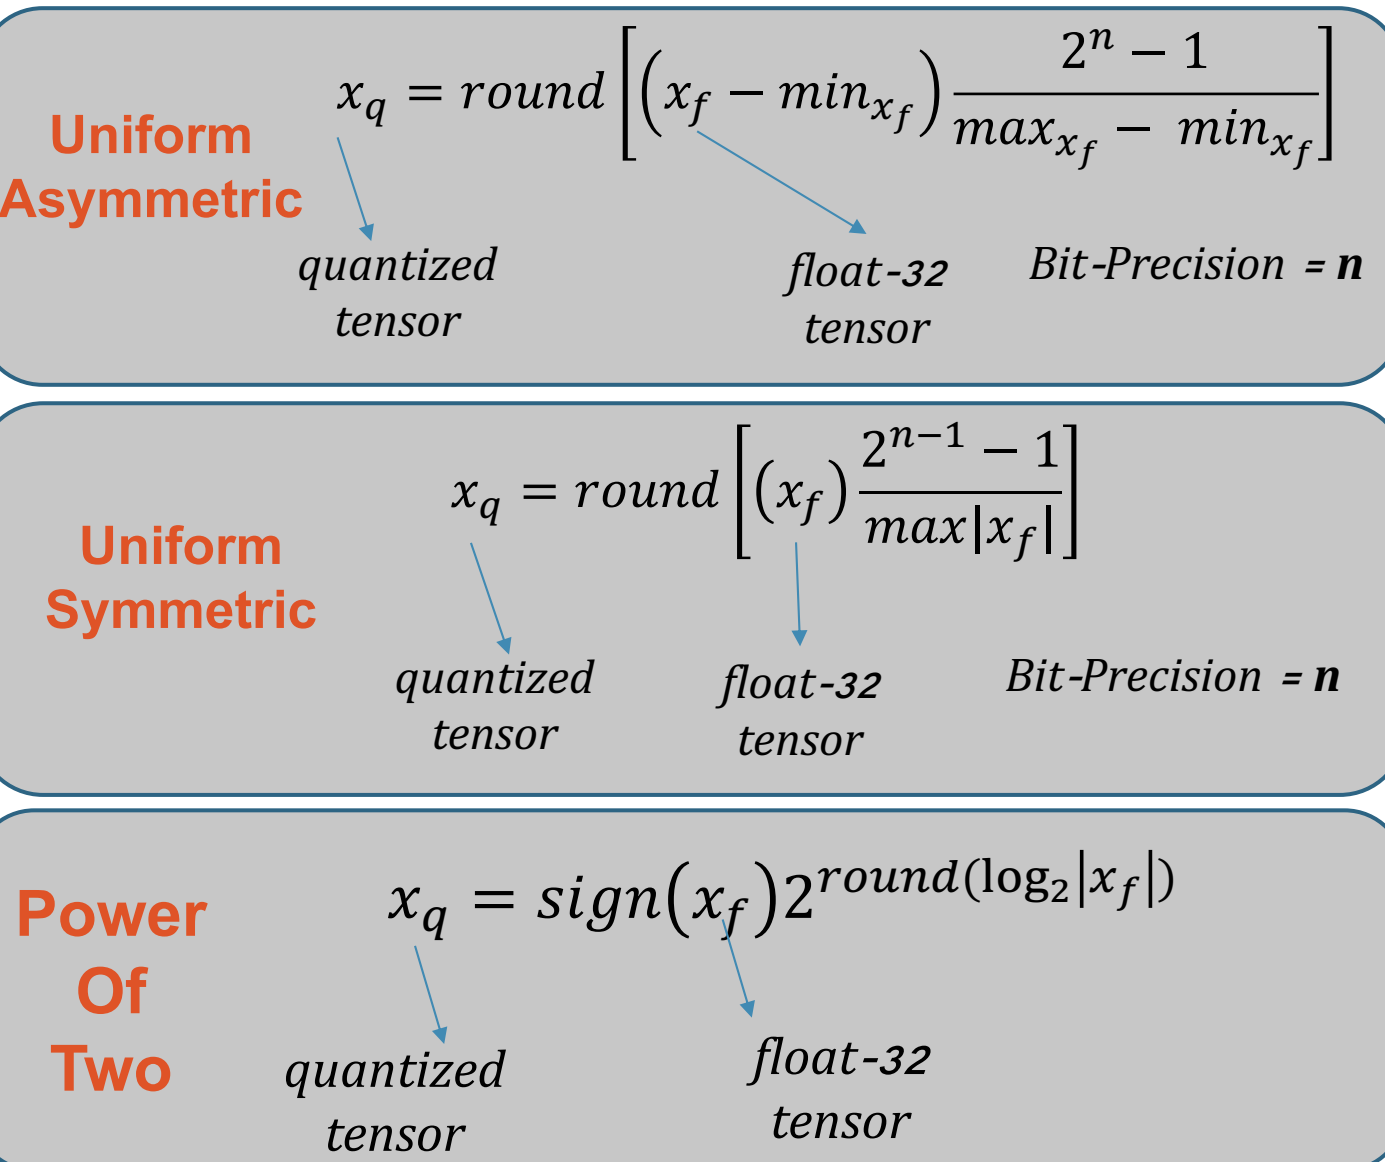 Uniform
Asymmetric
x_q = round [(x_f − min_{x_f}) \frac{2^n − 1}{max_{x_f} − min_{x_f}}]
quantized
tensor
float-32
tensor
Bit-Precision = n
Uniform
Symmetric
x_q = round [(x_f) \frac{2^{n−1} − 1}{max|x_f|}]
quantized
tensor
float-32
tensor
Bit-Precision = n
Power
Of
Two
x_q = sign(x_f)2^{round(log_2|x_f|)}
quantized
tensor
float-32
tensor